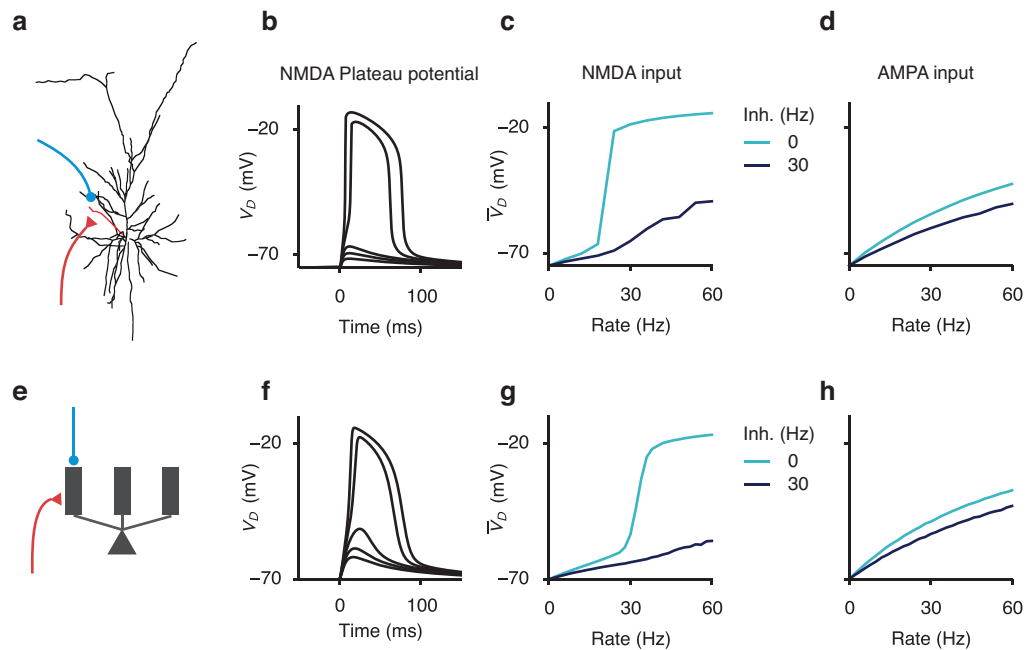 a
b
c
d
NMDA Plateau potential
NMDA input
AMPA input
−20
−70
V_D (mV)
0
100
Time (ms)
−20
−70
V̅_D (mV)
0
30
60
Rate (Hz)
Inh. (Hz)
0
30
0
30
60
Rate (Hz)
e
f
g
h
−20
−70
V_D (mV)
0
100
Time (ms)
−20
−70
V̅_D (mV)
0
30
60
Rate (Hz)
Inh. (Hz)
0
30
0
30
60
Rate (Hz)